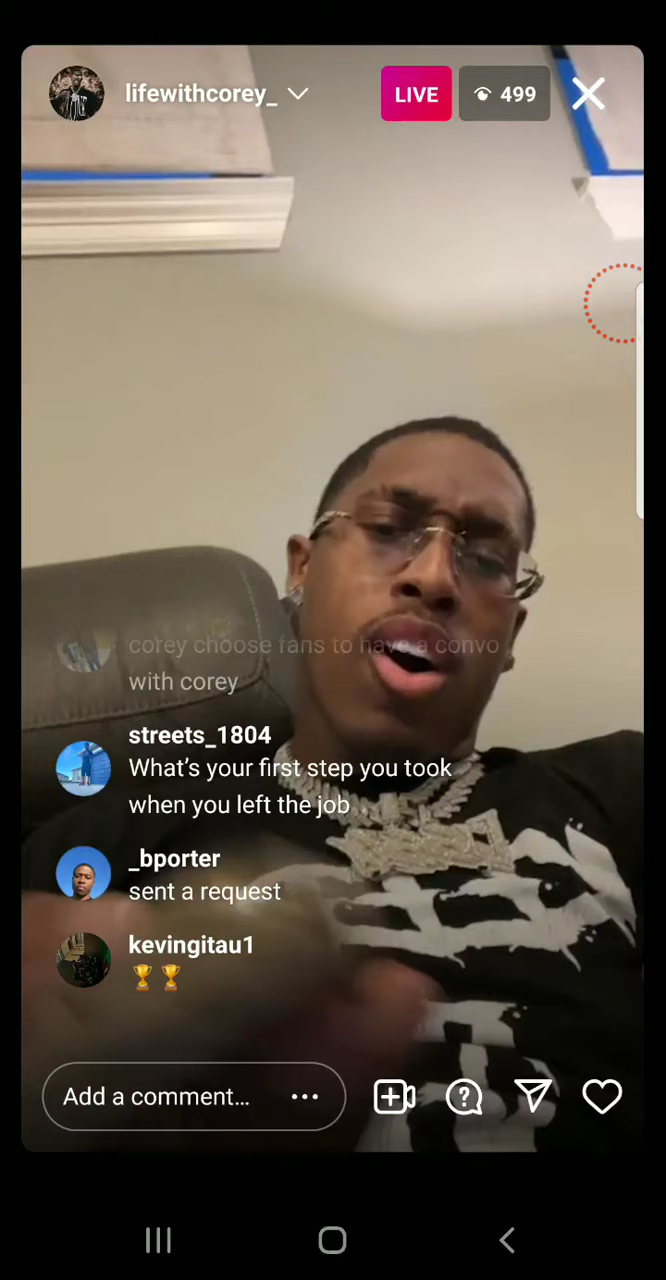 lifewithcorey_
LIVE
499
corey choose fans to have a convo
with corey
streets_1804
What's your first step you took
when you left the job
_bporter
sent a request
kevingitau1
🏆🏆
Add a comment...